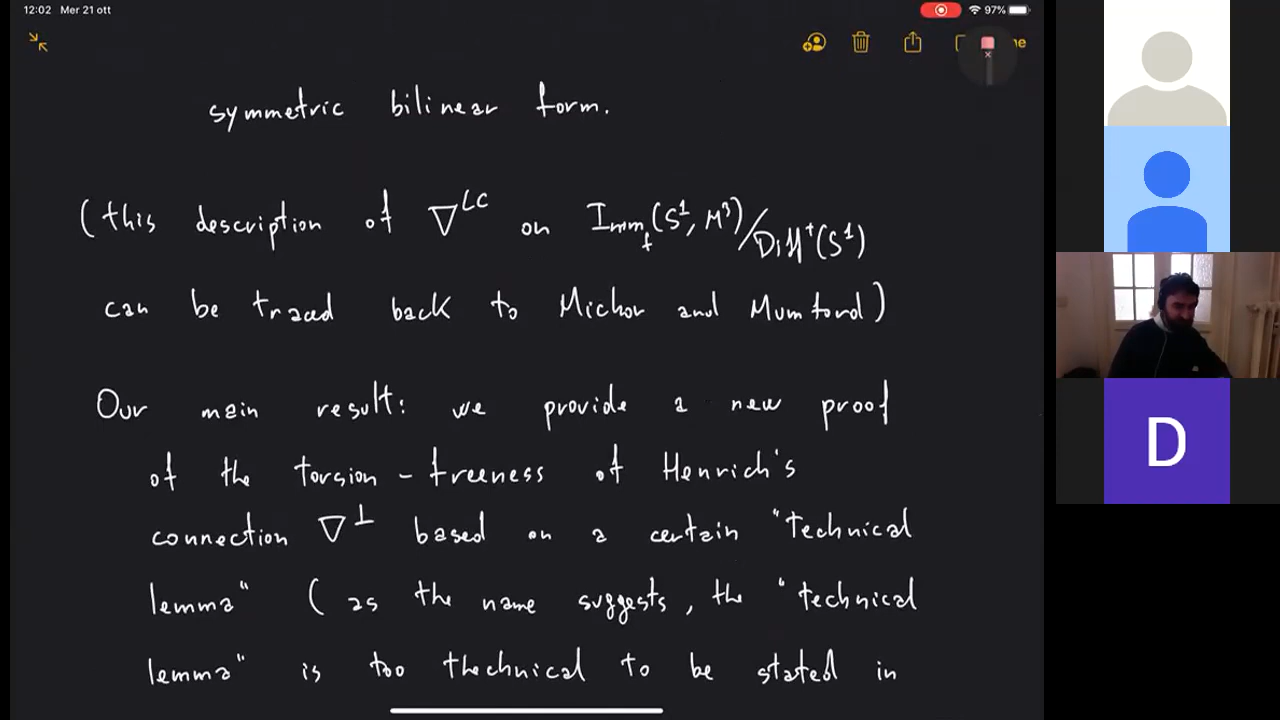 12:02 Mer 21 ott
97%
ne
symmetric bilinear form.
(this description of ∇^LC on Imm_f(S^1, M^3)/Diff^+(S^1)
can be traced back to Michor and Mumford)
Our main result: we provide a new proof
of the torsion-freeness of Henrich's
connection ∇^⊥ based on a certain "technical
lemma" (as the name suggests, the "technical
lemma" is too thechnical to be stated in
D